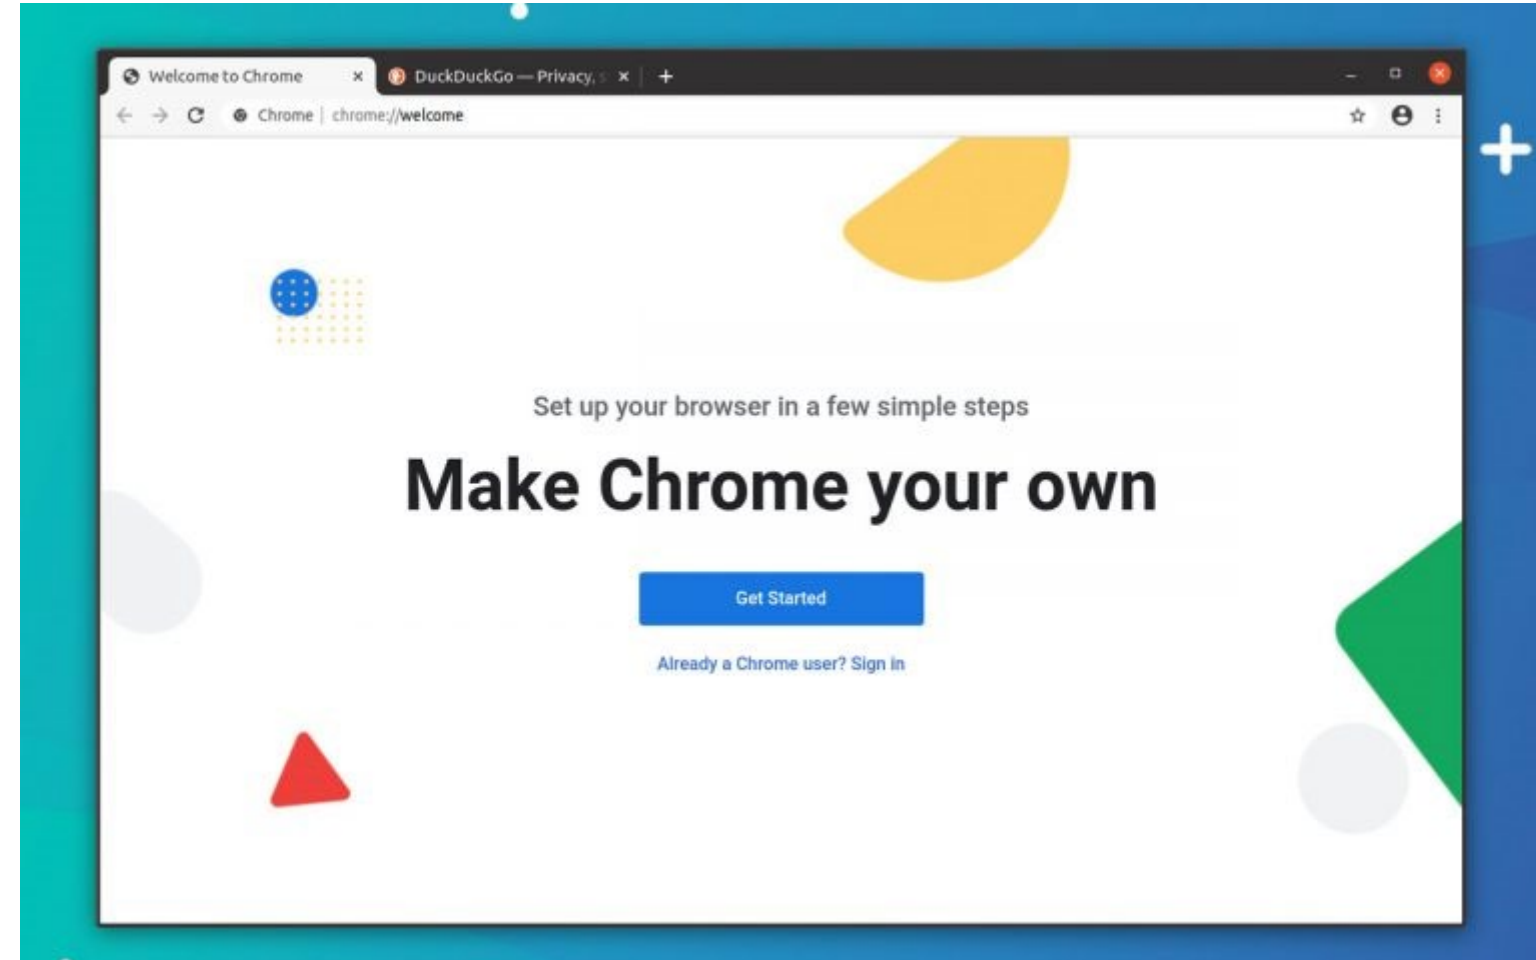 Welcome to Chrome
DuckDuckGo — Privacy, s
Chrome | chrome://welcome
Set up your browser in a few simple steps
Make Chrome your own
Get Started
Already a Chrome user? Sign in